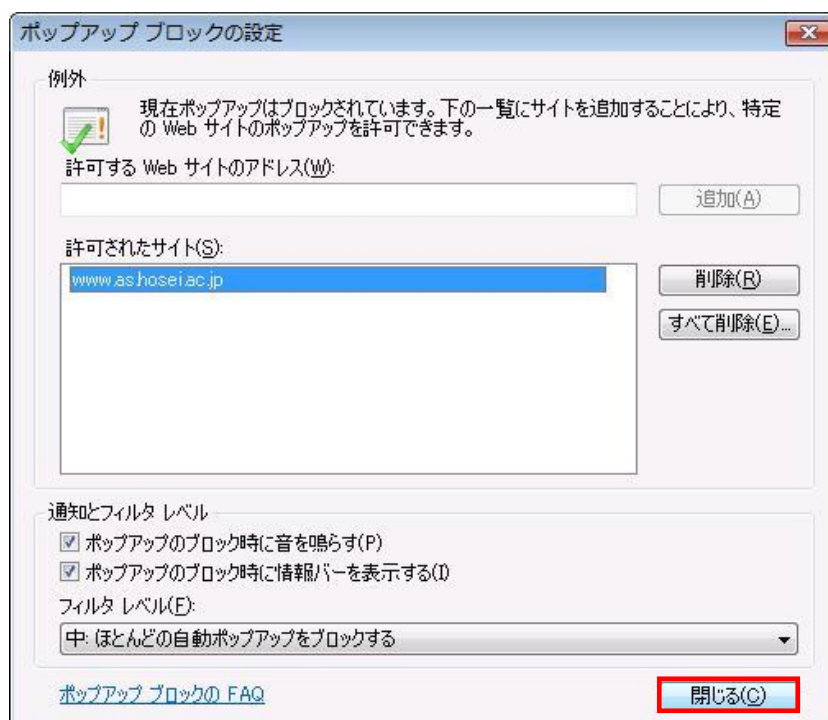 ポップアップ ブロックの設定
例外
現在ポップアップはブロックされています。下の一覧にサイトを追加することにより、特定
の Web サイトのポップアップを許可できます。
許可する Web サイトのアドレス(W):
追加(A)
許可されたサイト(S):
www.as.hosei.ac.jp
削除(R)
すべて削除(E)...
通知とフィルタ レベル
ポップアップのブロック時に音を鳴らす(P)
ポップアップのブロック時に情報バーを表示する(I)
フィルタ レベル(F):
中: ほとんどの自動ポップアップをブロックする
ポップアップ ブロックの FAQ
閉じる(C)